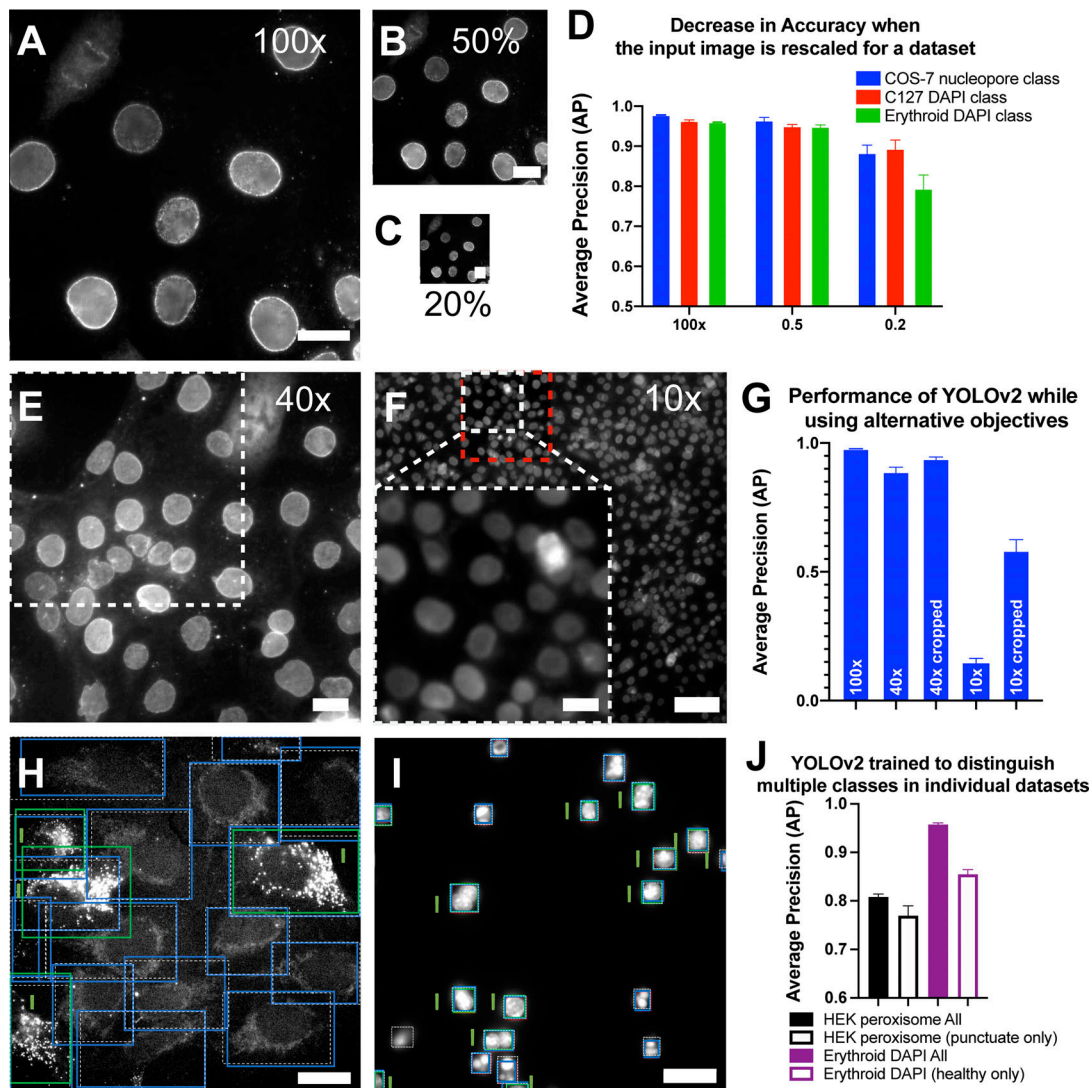 A
100x
B
50%
C
20%
D
Decrease in Accuracy when
the input image is rescaled for a dataset
COS-7 nucleopore class
C127 DAPI class
Erythroid DAPI class
Average Precision (AP)
1.0
0.9
0.8
0.7
0.6
0.5
100x
0.5
0.2
E
40x
F
10x
G
Performance of YOLOv2 while
using alternative objectives
Average Precision (AP)
1.0
0.5
0.0
100x
40x
40x cropped
10x
10x cropped
H
I
J
YOLOv2 trained to distinguish
multiple classes in individual datasets
Average Precision (AP)
1.0
0.9
0.8
0.7
0.6
HEK peroxisome All
HEK peroxisome (punctuate only)
Erythroid DAPI All
Erythroid DAPI (healthy only)